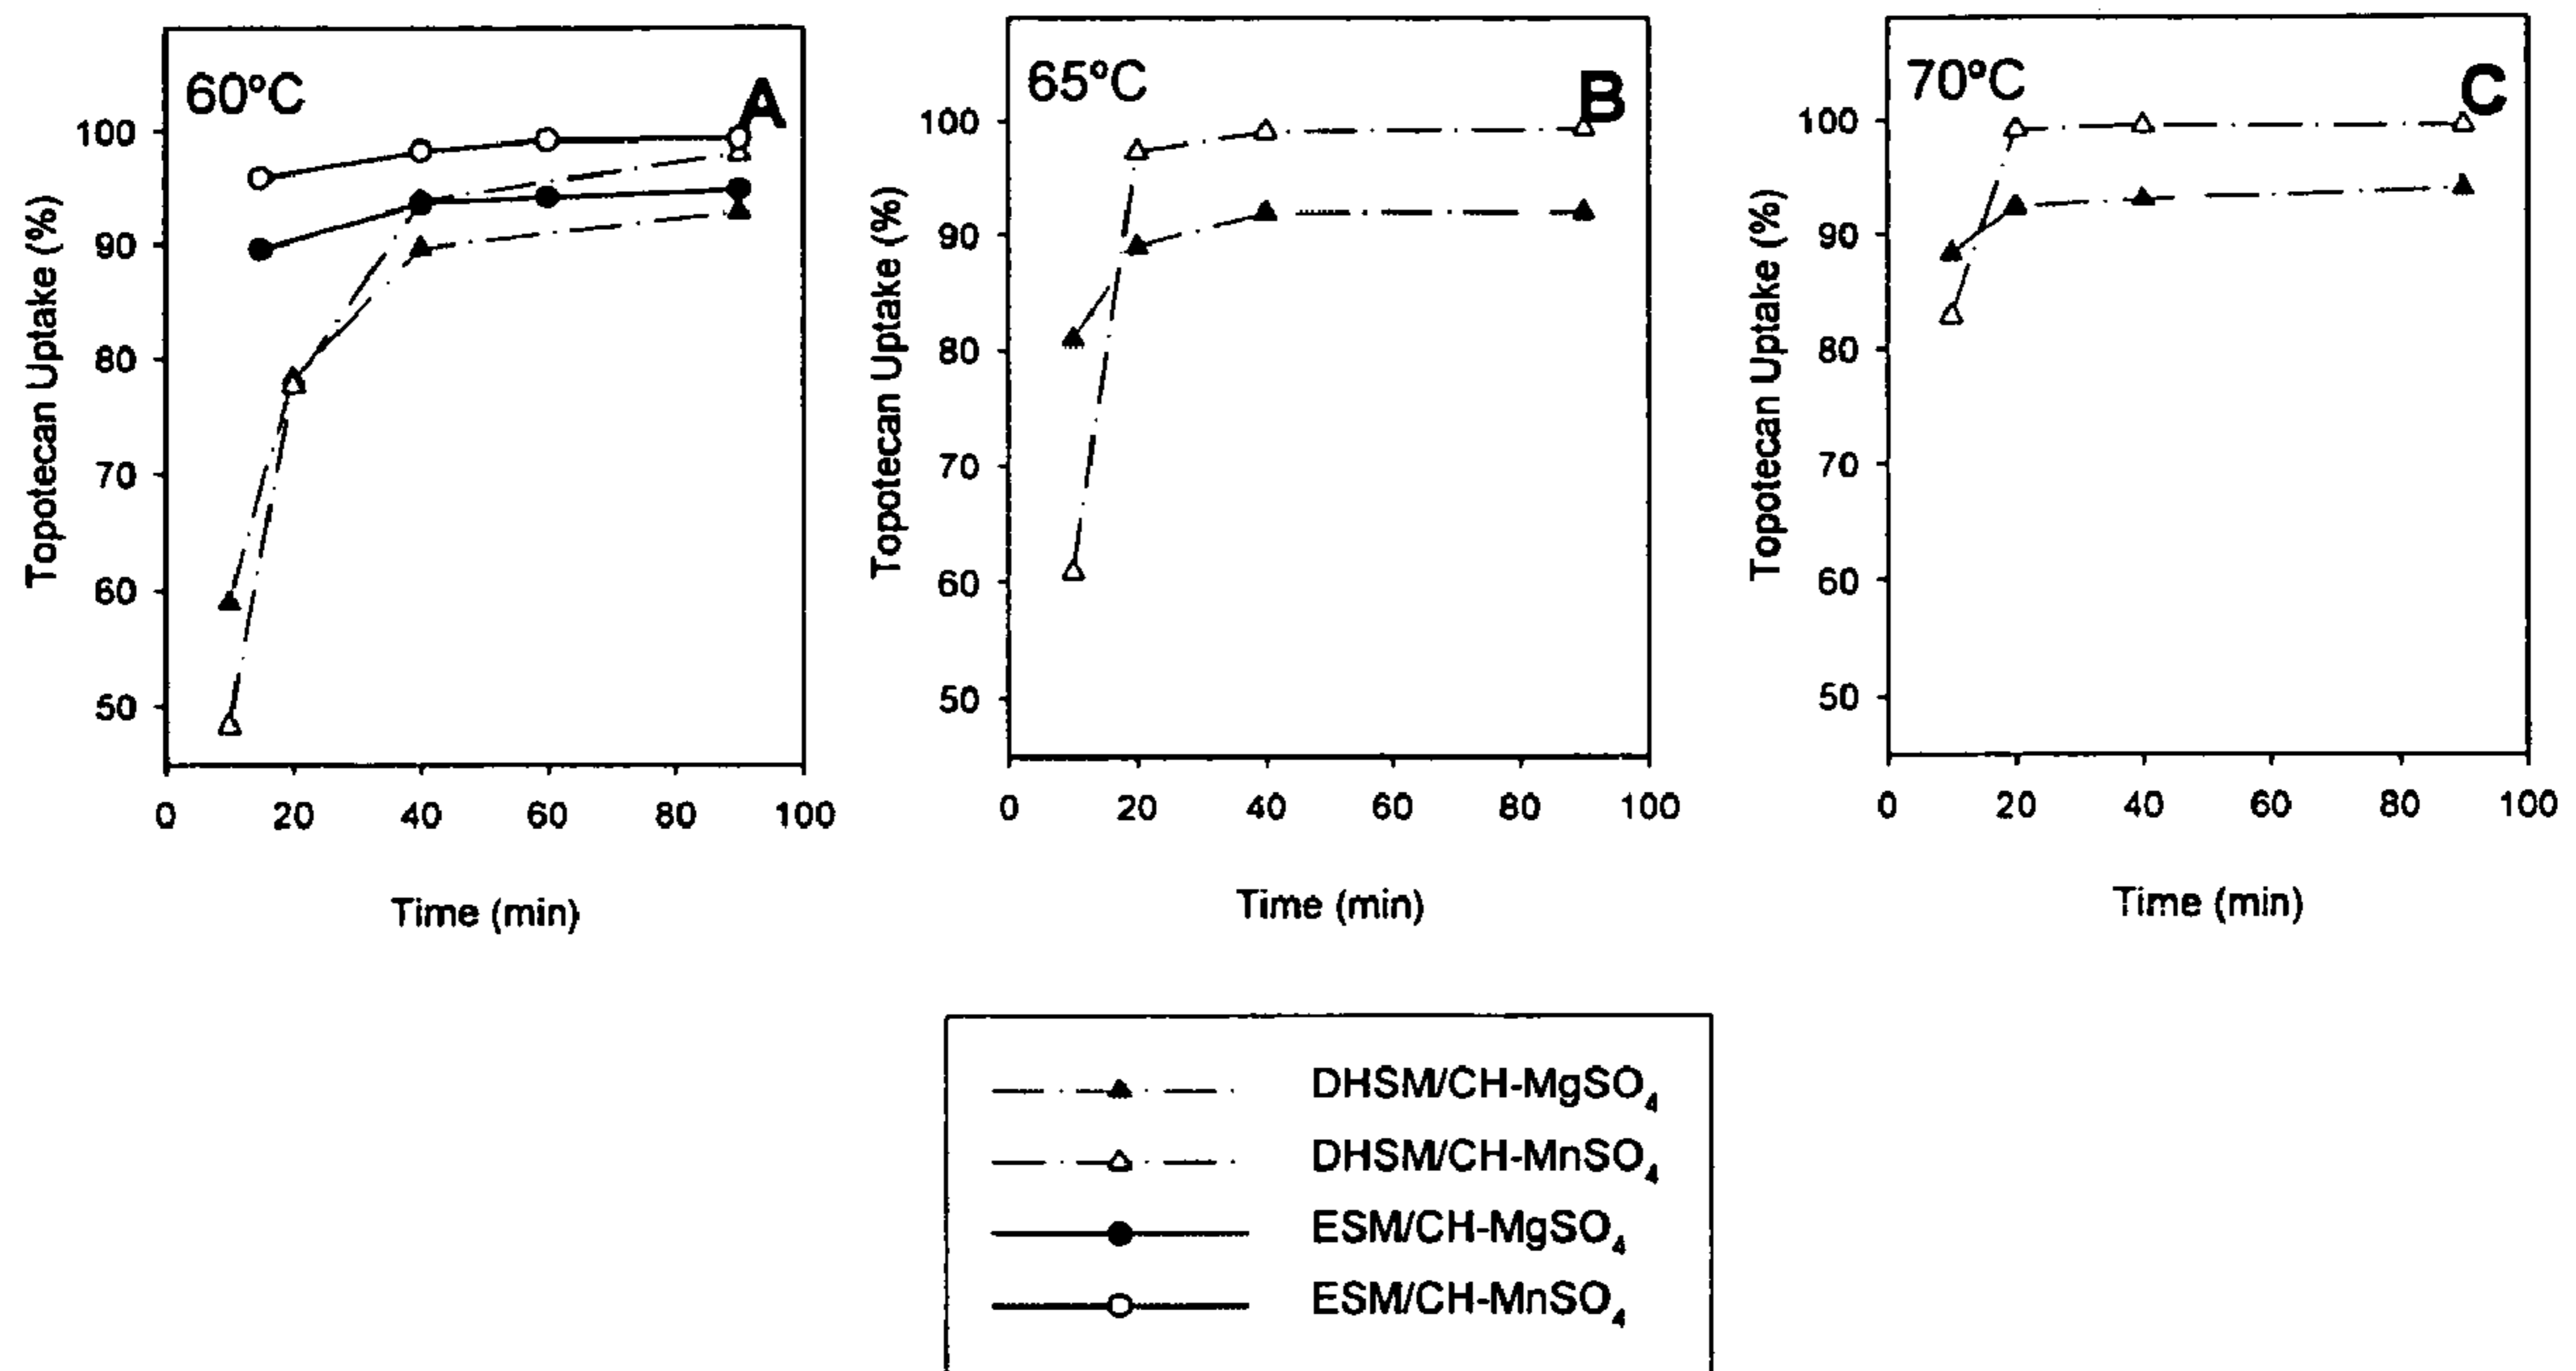 60°C
A
100
90
80
70
60
50
Topotecan Uptake (%)
0 20 40 60 80 100
Time (min)
65°C
B
100
90
80
70
60
50
Topotecan Uptake (%)
0 20 40 60 80 100
Time (min)
70°C
C
100
90
80
70
60
50
Topotecan Uptake (%)
0 20 40 60 80 100
Time (min)
DHSM/CH-MgSO₄
DHSM/CH-MnSO₄
ESM/CH-MgSO₄
ESM/CH-MnSO₄